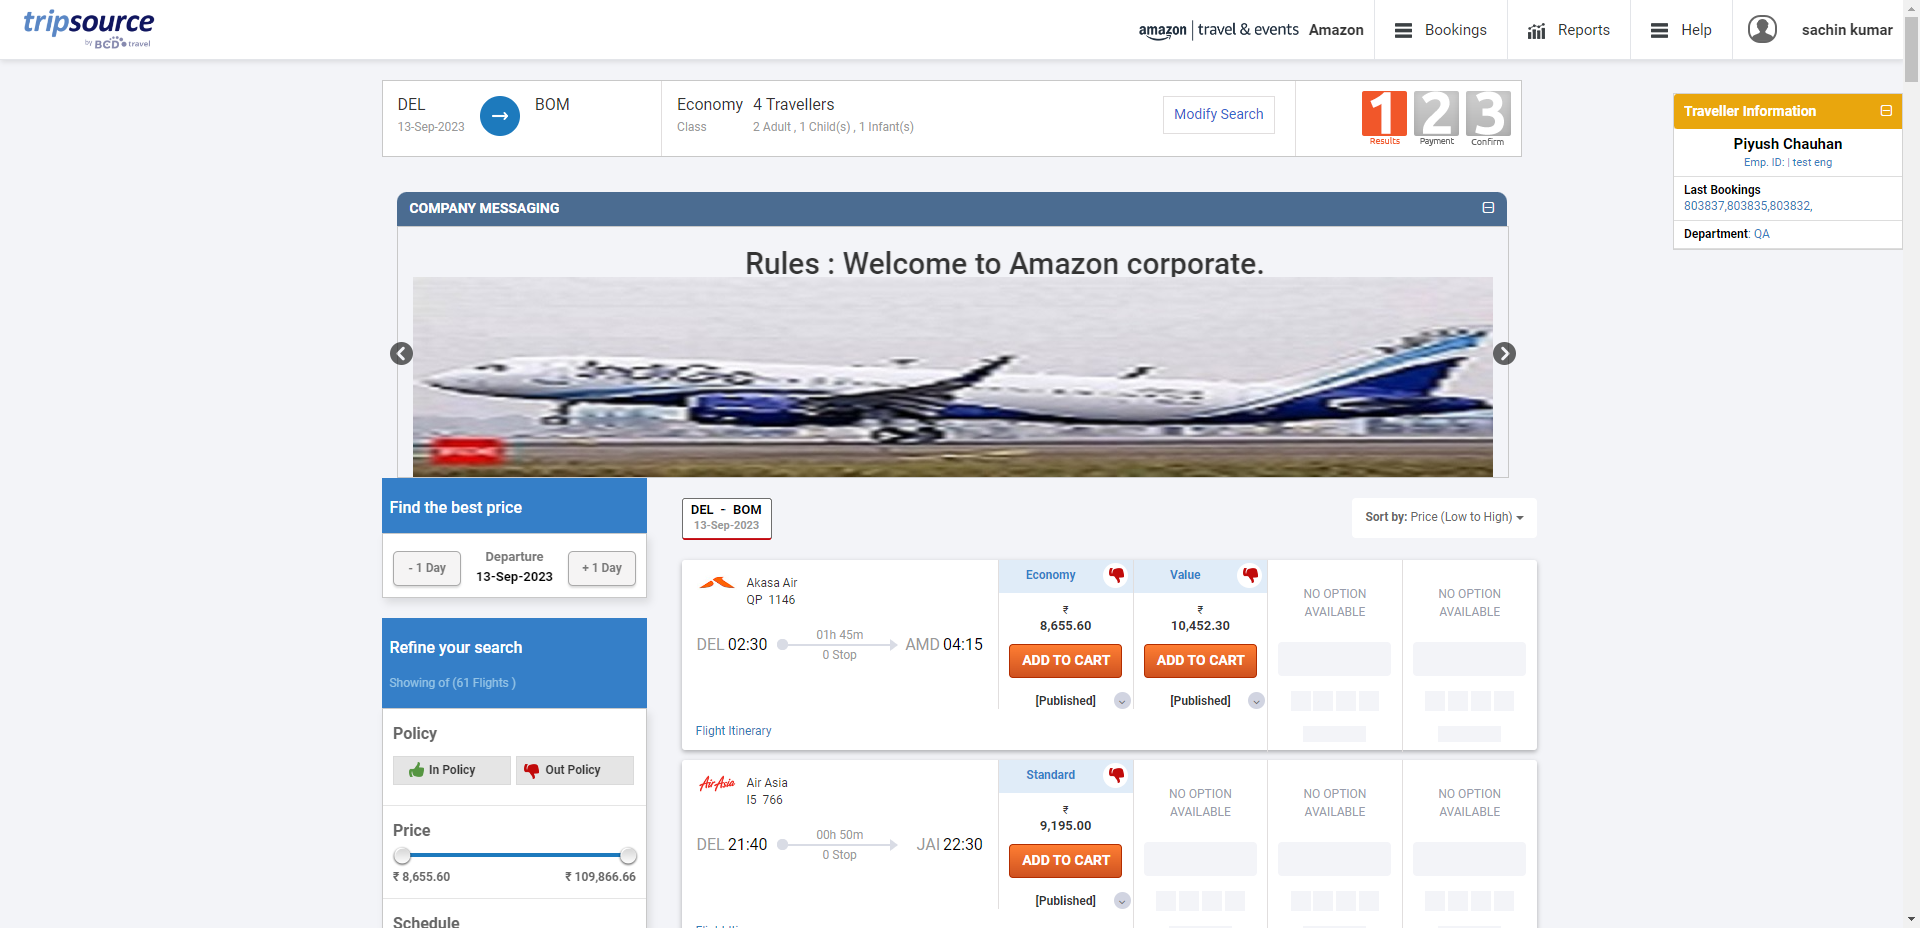 tripsource
by BCD travel
amazon | travel & events Amazon
Bookings
Reports
Help
sachin kumar
DEL
13-Sep-2023
BOM
Economy
Class
4 Travellers
2 Adult , 1 Child(s) , 1 Infant(s)
Modify Search
1 2 3
Results Payment Confirm
Traveller Information
Piyush Chauhan
Emp. ID: | test eng
Last Bookings
803837,803835,803832,
Department: QA
COMPANY MESSAGING
Rules : Welcome to Amazon corporate.
IndiGo
Find the best price
- 1 Day
Departure
13-Sep-2023
+ 1 Day
Refine your search
Showing of (61 Flights )
Policy
In Policy
Out Policy
Price
₹ 8,655.60
₹ 109,866.66
Schedule
DEL - BOM
13-Sep-2023
Sort by: Price (Low to High)
Akasa Air
QP 1146
DEL 02:30
01h 45m
0 Stop
AMD 04:15
Flight Itinerary
Economy
₹
8,655.60
ADD TO CART
[Published]
Value
₹
10,452.30
ADD TO CART
[Published]
NO OPTION
AVAILABLE
NO OPTION
AVAILABLE
AirAsia
Air Asia
I5 766
DEL 21:40
00h 50m
0 Stop
JAI 22:30
Standard
₹
9,195.00
ADD TO CART
[Published]
NO OPTION
AVAILABLE
NO OPTION
AVAILABLE
NO OPTION
AVAILABLE